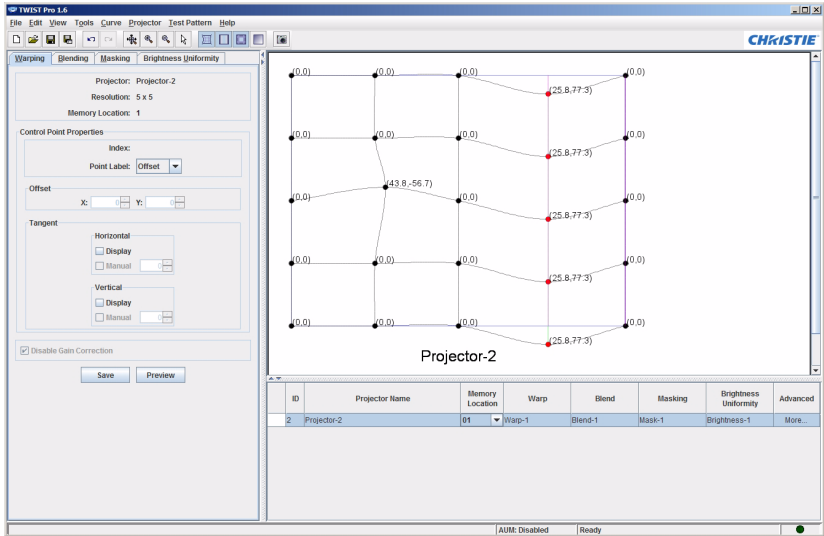 TWIST Pro 1.6
File Edit View Tools Curve Projector Test Pattern Help
CHRISTIE
Warping Blending Masking Brightness Uniformity
Projector: Projector-2
Resolution: 5 x 5
Memory Location: 1
Control Point Properties
Index:
Point Label: Offset
Offset
X: 0 Y: 0
Tangent
Horizontal
Display
Manual 0
Vertical
Display
Manual 0
Disable Gain Correction
Save Preview
(0,0) (0,0) (0,0) (25.8,77.3) (0,0)
(0,0) (0,0) (0,0) (25.8,77.3) (0,0)
(0,0) (43.8,-56.7) (0,0) (25.8,77.3) (0,0)
(0,0) (0,0) (0,0) (25.8,77.3) (0,0)
(0,0) (0,0) (0,0) (25.8,77.3) (0,0)
Projector-2
ID Projector Name Memory Location Warp Blend Masking Brightness Uniformity Advanced
2 Projector-2 01 Warp-1 Blend-1 Mask-1 Brightness-1 More...
AUM: Disabled Ready